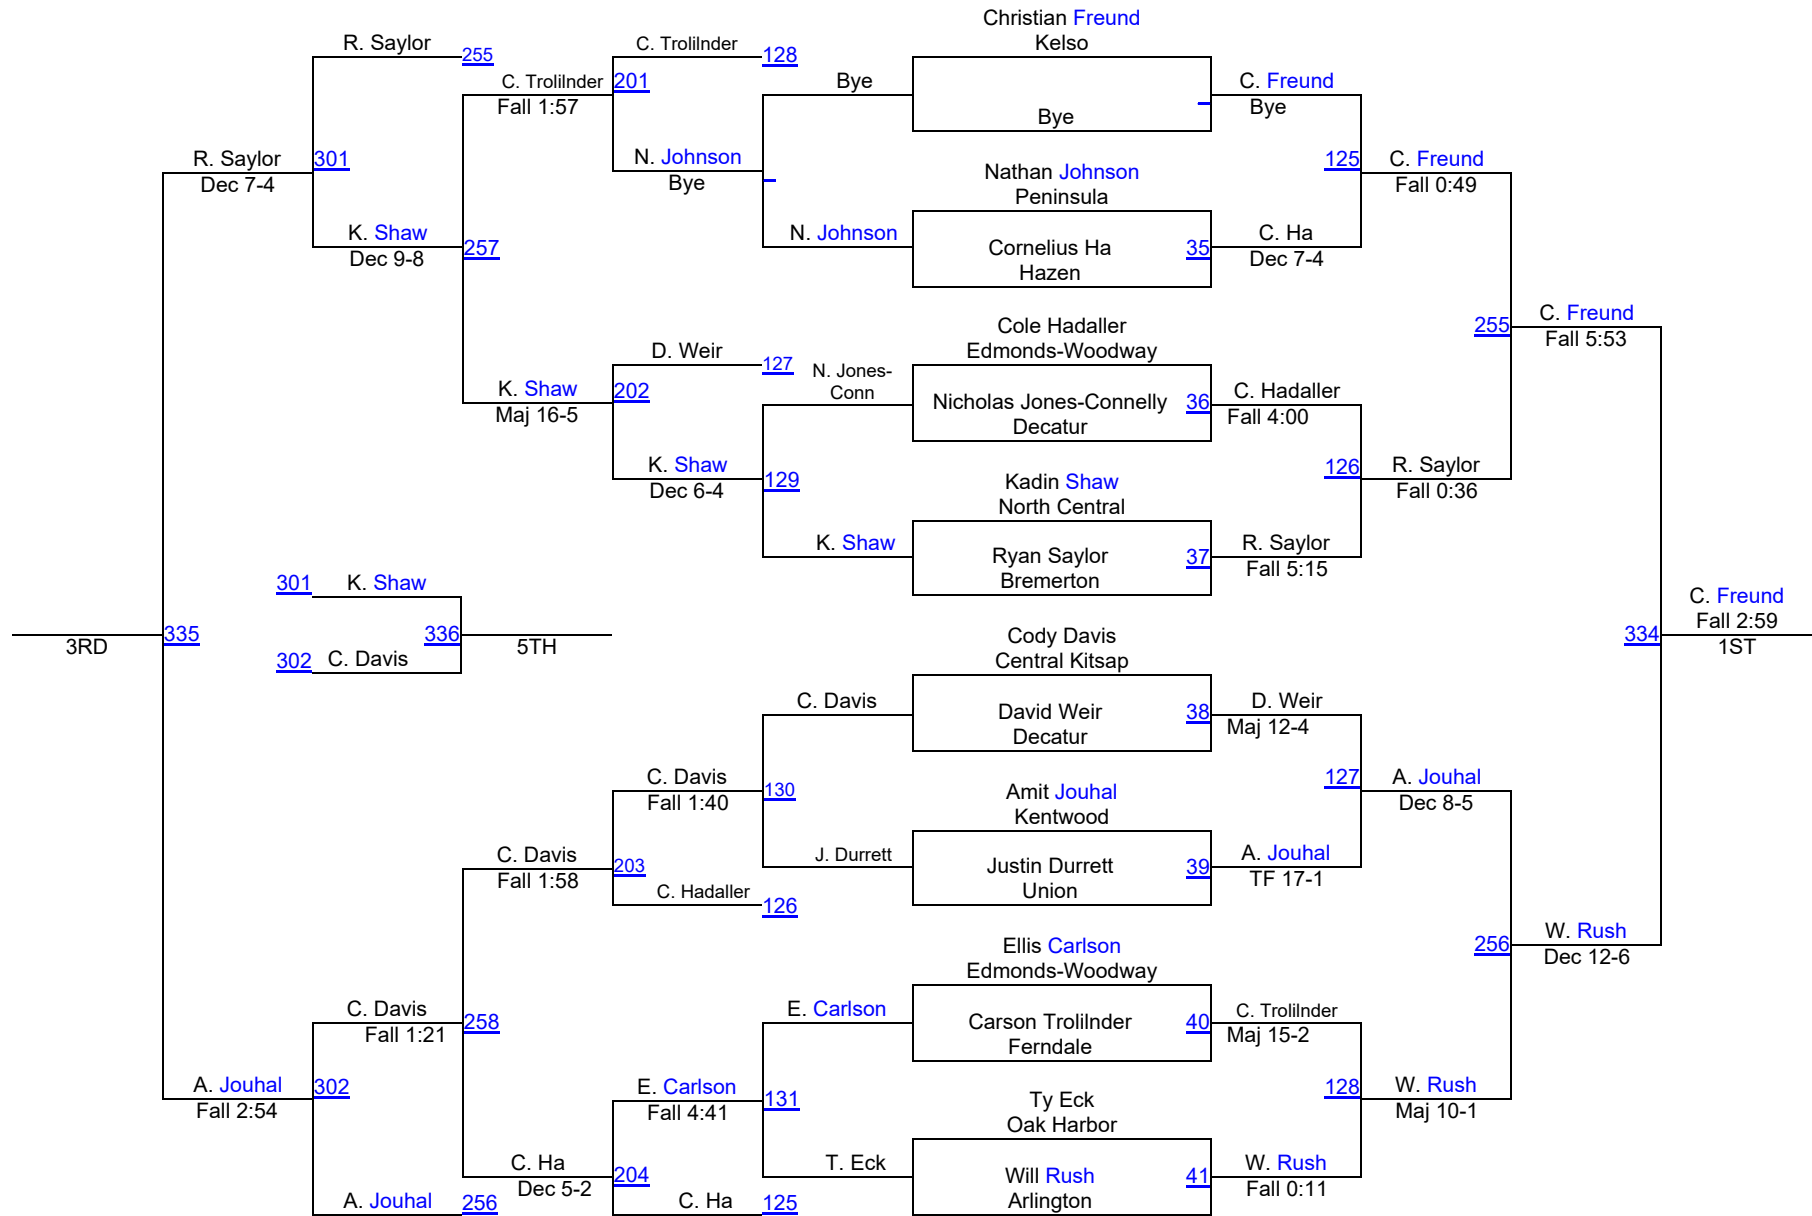 Christian Freund
Kelso
R. Saylor
255
C. Trolilnder
128
C. Trolilnder
201
Fall 1:57
Bye
Bye
C. Freund
Bye
R. Saylor
301
Dec 7-4
N. Johnson
Bye
Nathan Johnson
Peninsula
125
C. Freund
Fall 0:49
K. Shaw
Dec 9-8
257
N. Johnson
Cornelius Ha
Hazen
35
C. Ha
Dec 7-4
Cole Hadaller
Edmonds-Woodway
255
C. Freund
Fall 5:53
D. Weir
127
N. Jones-
Conn
K. Shaw
202
Maj 16-5
Nicholas Jones-Connelly
Decatur
36
C. Hadaller
Fall 4:00
K. Shaw
Dec 6-4
129
Kadin Shaw
North Central
126
R. Saylor
Fall 0:36
K. Shaw
Ryan Saylor
Bremerton
37
R. Saylor
Fall 5:15
301
K. Shaw
C. Freund
Fall 2:59
334
1ST
335
3RD
336
5TH
302
C. Davis
Cody Davis
Central Kitsap
C. Davis
David Weir
Decatur
38
D. Weir
Maj 12-4
C. Davis
Fall 1:40
130
Amit Jouhal
Kentwood
127
A. Jouhal
Dec 8-5
C. Davis
Fall 1:58
203
J. Durrett
Justin Durrett
Union
39
A. Jouhal
TF 17-1
C. Hadaller
126
Ellis Carlson
Edmonds-Woodway
256
W. Rush
Dec 12-6
C. Davis
Fall 1:21
258
E. Carlson
Carson Trolilnder
Ferndale
40
C. Trolilnder
Maj 15-2
A. Jouhal
Fall 2:54
302
E. Carlson
Fall 4:41
131
Ty Eck
Oak Harbor
128
W. Rush
Maj 10-1
C. Ha
Dec 5-2
204
T. Eck
Will Rush
Arlington
41
W. Rush
Fall 0:11
A. Jouhal
256
C. Ha
125